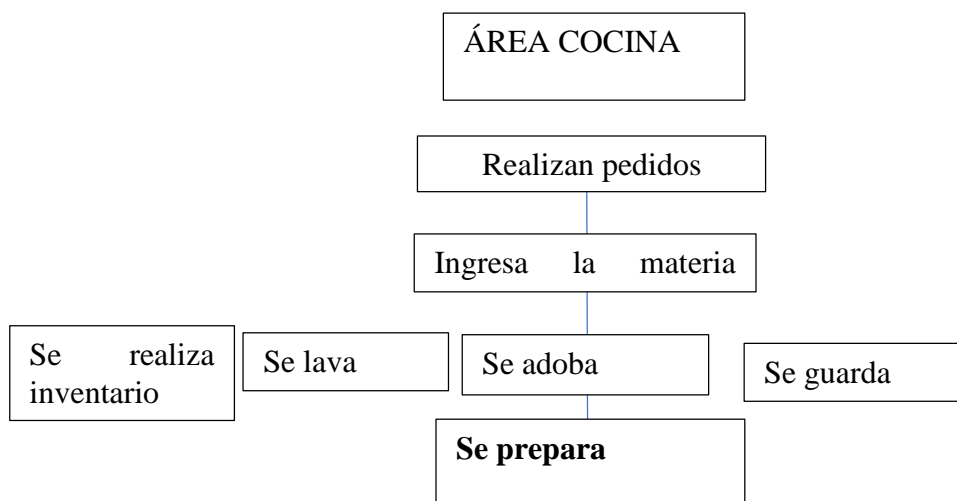 ÁREA COCINA
Realizan pedidos
Ingresa la materia
Se realiza
inventario
Se lava
Se adoba
Se guarda
Se prepara